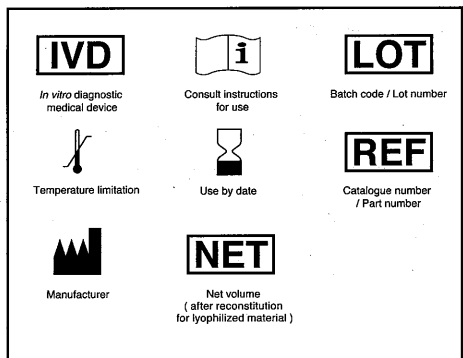 IVD
In vitro diagnostic
medical device
i
Consult instructions
for use
LOT
Batch code / Lot number
Temperature limitation
Use by date
REF
Catalogue number
/ Part number
Manufacturer
NET
Net volume
( after reconstitution
for lyophilized material )